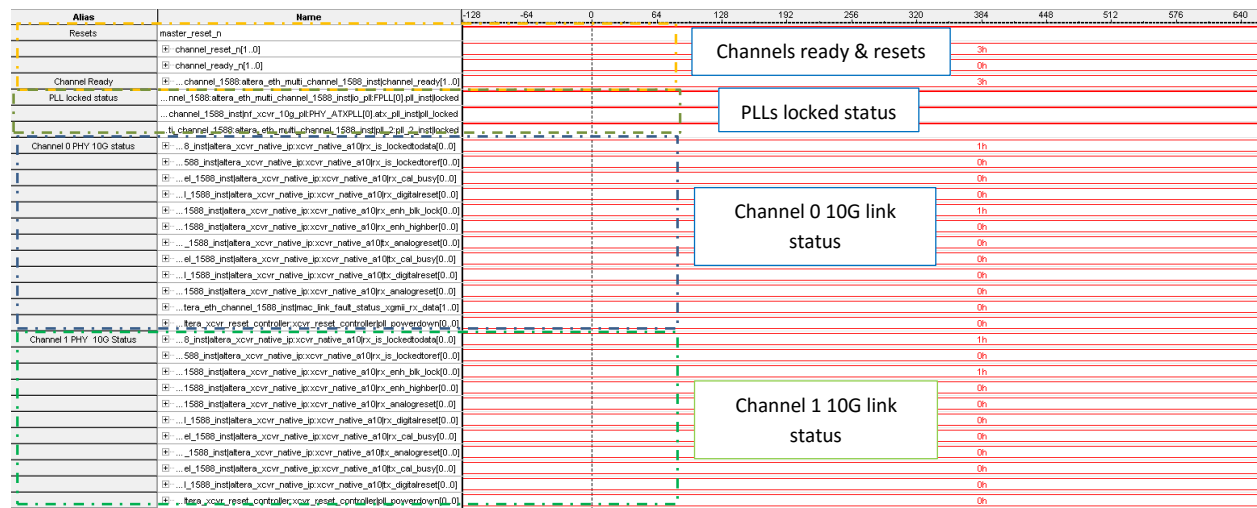 Alias Name -128 -64 0 64 128 192 256 320 384 448 512 576 640
Resets master_reset_n
channel_reset_n[1..0] 3h
channel_ready_n[1..0] 0h
Channel Ready ...channel_1588:altera_eth_multi_channel_1588_inst|channel_ready[1..0] 3h
Channels ready & resets
PLL locked status ...nnel_1588:altera_eth_multi_channel_1588_inst|io_pll:FPLL[0].pll_inst|locked
...channel_1588_inst|nf_xcvr_10g_pll:PHY_ATXPLL[0].atx_pll_inst|pll_locked
ti_channel_1588:altera_eth_multi_channel_1588_inst|pll_2:pll_2_inst|locked
PLLs locked status
Channel 0 PHY 10G status ...8_inst|altera_xcvr_native_ip:xcvr_native_a10|rx_is_lockedtodata[0..0] 1h
...588_inst|altera_xcvr_native_ip:xcvr_native_a10|rx_is_lockedtoref[0..0] 0h
...el_1588_inst|altera_xcvr_native_ip:xcvr_native_a10|rx_cal_busy[0..0] 0h
...l_1588_inst|altera_xcvr_native_ip:xcvr_native_a10|rx_digitalreset[0..0] 0h
...1588_inst|altera_xcvr_native_ip:xcvr_native_a10|rx_enh_blk_lock[0..0] 1h
...1588_inst|altera_xcvr_native_ip:xcvr_native_a10|rx_enh_highber[0..0] 0h
..._1588_inst|altera_xcvr_native_ip:xcvr_native_a10|tx_analogreset[0..0] 0h
...el_1588_inst|altera_xcvr_native_ip:xcvr_native_a10|tx_cal_busy[0..0] 0h
...l_1588_inst|altera_xcvr_native_ip:xcvr_native_a10|tx_digitalreset[0..0] 0h
...1588_inst|altera_xcvr_native_ip:xcvr_native_a10|rx_analogreset[0..0] 0h
...tera_eth_channel_1588_inst|mac_link_fault_status_xgmii_rx_data[1..0] 0h
ltera_xcvr_reset_controller:xcvr_reset_controller|pll_powerdown[0..0] 0h
Channel 0 10G link
status
Channel 1 PHY 10G Status ...8_inst|altera_xcvr_native_ip:xcvr_native_a10|rx_is_lockedtodata[0..0] 1h
...588_inst|altera_xcvr_native_ip:xcvr_native_a10|rx_is_lockedtoref[0..0] 0h
...1588_inst|altera_xcvr_native_ip:xcvr_native_a10|rx_enh_blk_lock[0..0] 1h
...1588_inst|altera_xcvr_native_ip:xcvr_native_a10|rx_enh_highber[0..0] 0h
...1588_inst|altera_xcvr_native_ip:xcvr_native_a10|rx_analogreset[0..0] 0h
...l_1588_inst|altera_xcvr_native_ip:xcvr_native_a10|rx_digitalreset[0..0] 0h
...el_1588_inst|altera_xcvr_native_ip:xcvr_native_a10|rx_cal_busy[0..0] 0h
..._1588_inst|altera_xcvr_native_ip:xcvr_native_a10|tx_analogreset[0..0] 0h
...el_1588_inst|altera_xcvr_native_ip:xcvr_native_a10|tx_cal_busy[0..0] 0h
...l_1588_inst|altera_xcvr_native_ip:xcvr_native_a10|tx_digitalreset[0..0] 0h
ltera_xcvr_reset_controller:xcvr_reset_controller|pll_powerdown[0..0] 0h
Channel 1 10G link
status